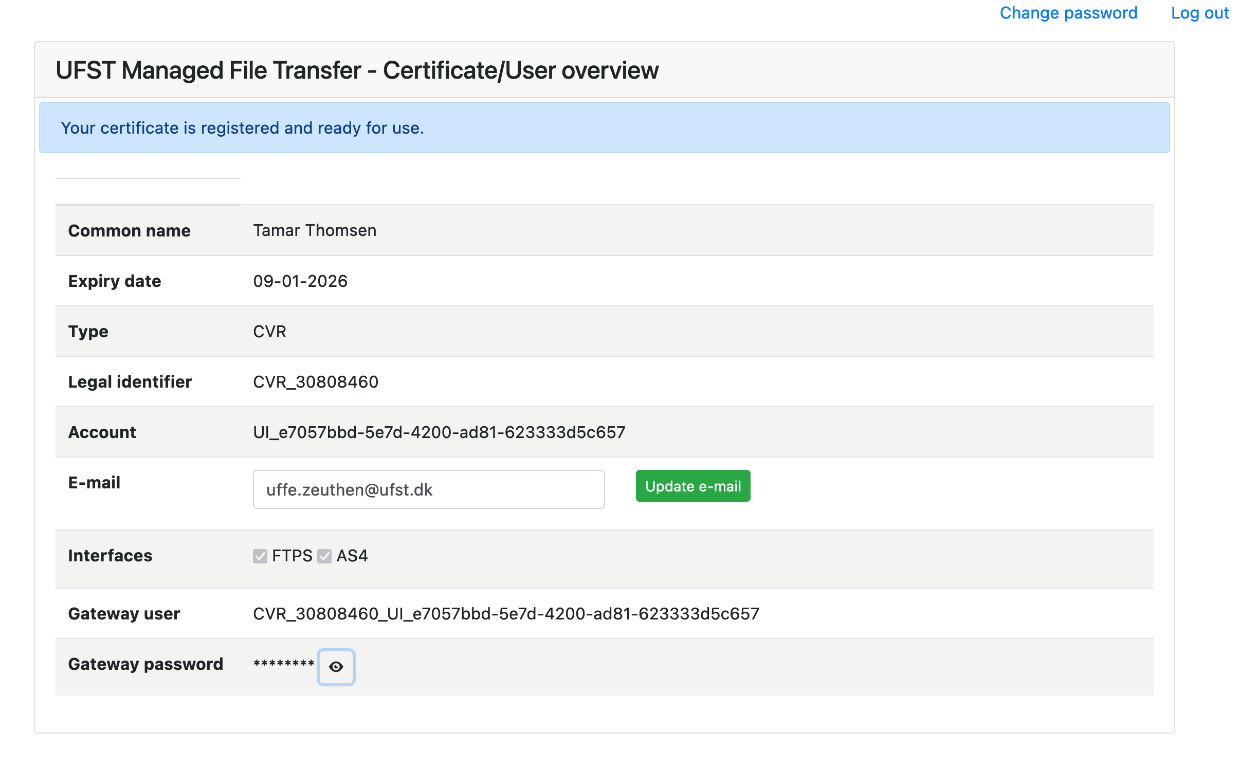 Change password Log out
UFST Managed File Transfer - Certificate/User overview
Your certificate is registered and ready for use.
Common name Tamar Thomsen
Expiry date 09-01-2026
Type CVR
Legal identifier CVR_30808460
Account UI_e7057bbd-5e7d-4200-ad81-623333d5c657
E-mail uffe.zeuthen@ufst.dk Update e-mail
Interfaces FTPS AS4
Gateway user CVR_30808460_UI_e7057bbd-5e7d-4200-ad81-623333d5c657
Gateway password ********